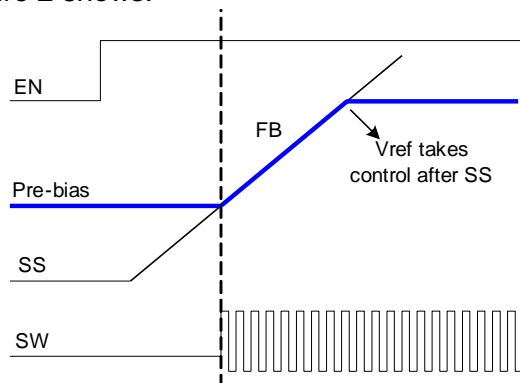 EN
FB
Vref takes
control after SS
Pre-bias
SS
SW